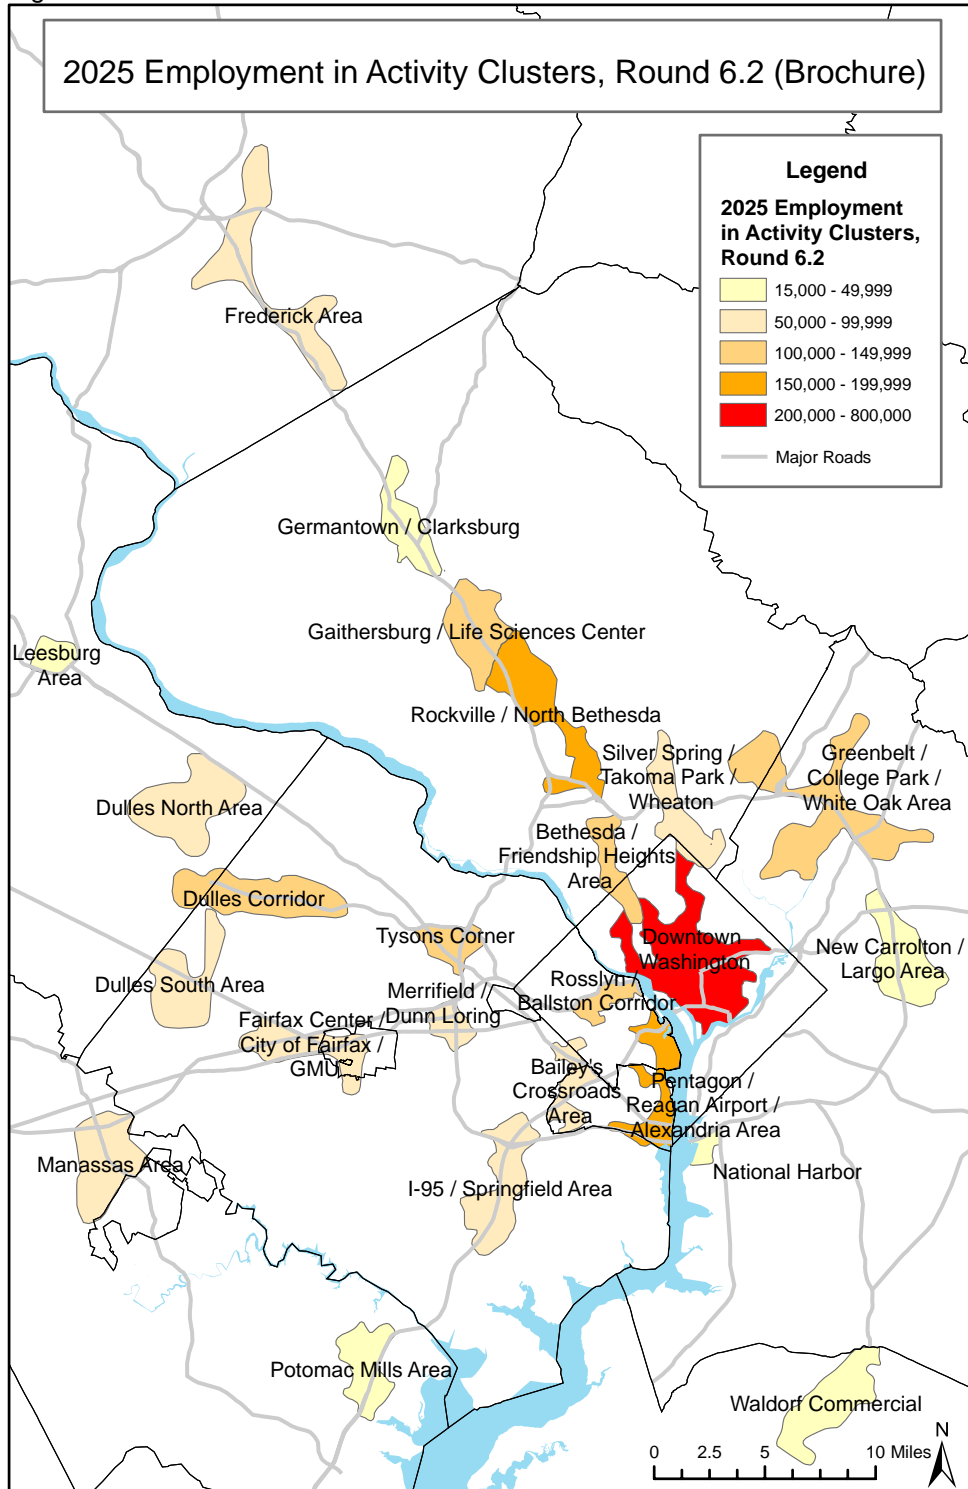 2025 Employment in Activity Clusters, Round 6.2 (Brochure)
Legend
2025 Employment
in Activity Clusters,
Round 6.2
15,000 - 49,999
50,000 - 99,999
100,000 - 149,999
150,000 - 199,999
200,000 - 800,000
Major Roads
Frederick Area
Germantown / Clarksburg
Gaithersburg / Life Sciences Center
Leesburg
Area
Rockville / North Bethesda
Silver Spring /
Takoma Park /
Wheaton
Greenbelt /
College Park /
White Oak Area
Dulles North Area
Bethesda /
Friendship Heights
Area
Dulles Corridor
Tysons Corner
Downtown
Washington
New Carrolton /
Largo Area
Dulles South Area
Merrifield /
Dunn Loring
Rosslyn /
Ballston Corridor
Fairfax Center /
City of Fairfax /
GMU
Bailey's
Crossroads
Area
Pentagon /
Reagan Airport /
Alexandria Area
Manassas Area
National Harbor
I-95 / Springfield Area
Potomac Mills Area
Waldorf Commercial
N
0 2.5 5 10 Miles